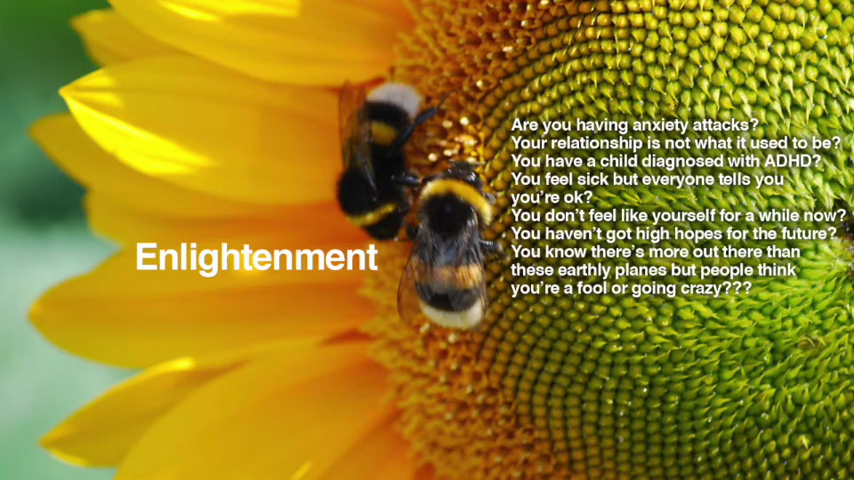 Enlightenment
Are you having anxiety attacks?
Your relationship is not what it used to be?
You have a child diagnosed with ADHD?
You feel sick but everyone tells you
you're ok?
You don't feel like yourself for a while now?
You haven't got high hopes for the future?
You know there's more out there than
these earthly planes but people think
you're a fool or going crazy???